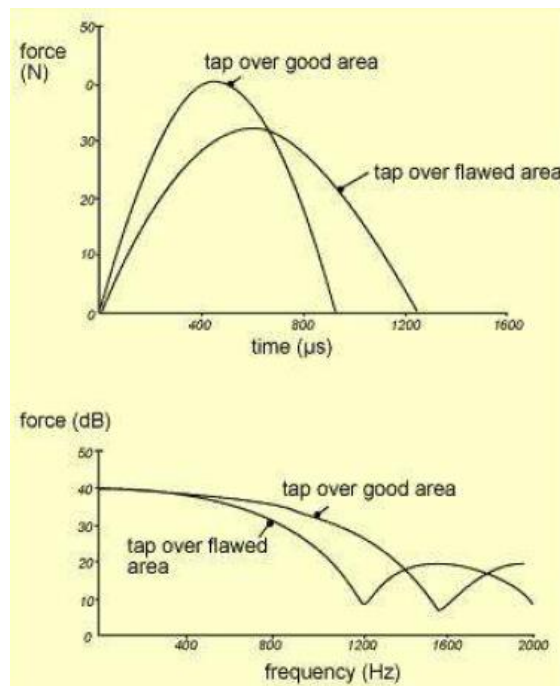 50
force
(N)
tap over good area
0
30
tap over flawed area
20
10
0
400
800
1200
1600
time (µs)
force (dB)
50
40
tap over good area
30
tap over flawed
area
20
10
0
400
800
1200
1600
2000
frequency (Hz)